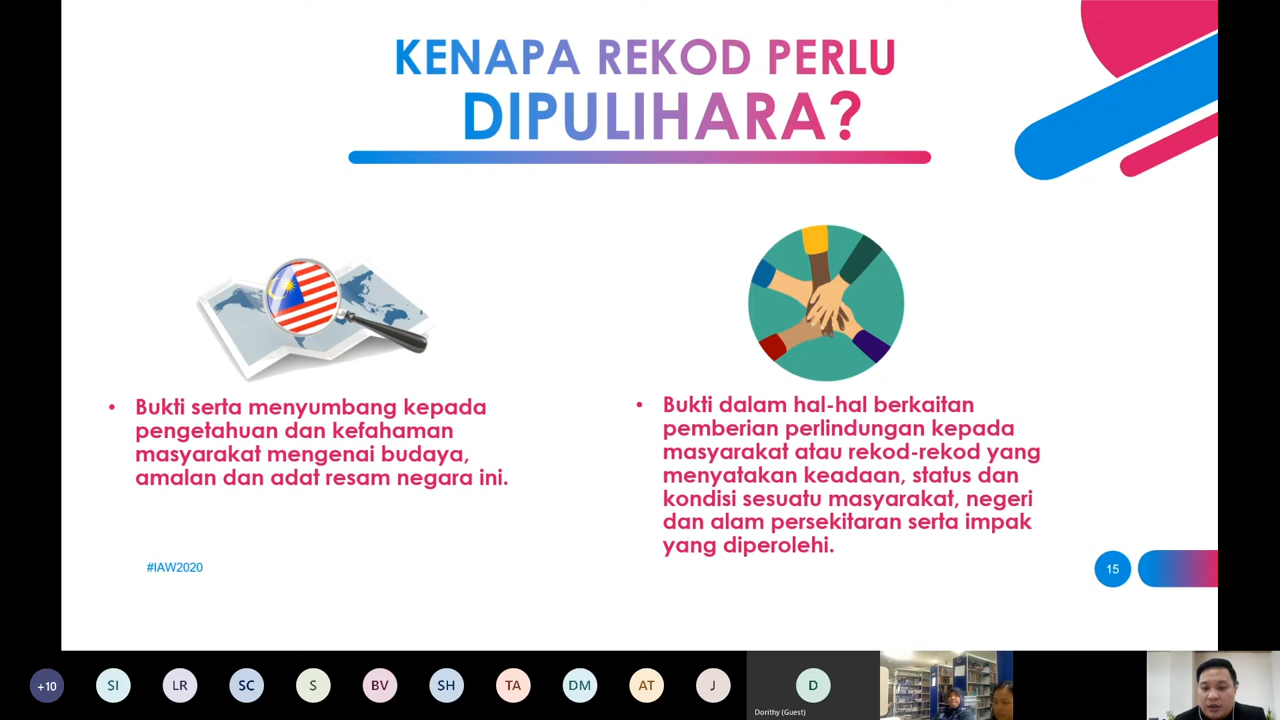 KENAPA REKOD PERLU
DIPULIHARA?
• Bukti serta menyumbang kepada
pengetahuan dan kefahaman
masyarakat mengenai budaya,
amalan dan adat resam negara ini.
• Bukti dalam hal-hal berkaitan
pemberian perlindungan kepada
masyarakat atau rekod-rekod yang
menyatakan keadaan, status dan
kondisi sesuatu masyarakat, negeri
dan alam persekitaran serta impak
yang diperolehi.
#IAW2020
15
+10
SI
LR
SC
S
BV
SH
TA
DM
AT
J
D
Dorithy (Guest)